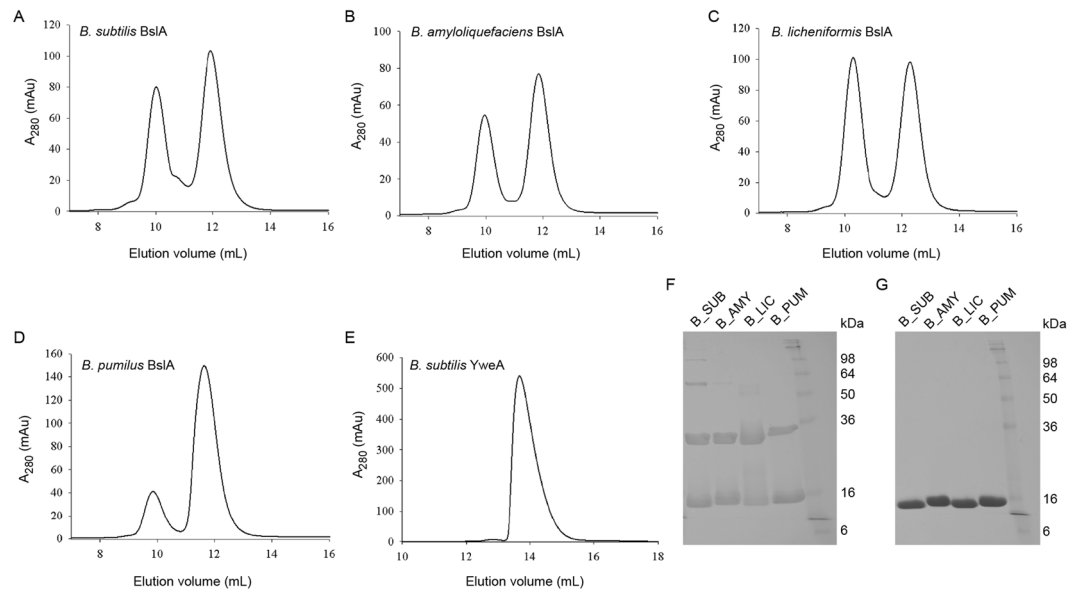 A
B. subtilis BslA
120
100
80
60
40
20
0
A280 (mAu)
8 10 12 14 16
Elution volume (mL)
B
B. amyloliquefaciens BslA
100
80
60
40
20
0
A280 (mAu)
8 10 12 14 16
Elution volume (mL)
C
B. licheniformis BslA
120
100
80
60
40
20
0
A280 (mAu)
8 10 12 14 16
Elution volume (mL)
D
B. pumilus BslA
160
140
120
100
80
60
40
20
0
A280 (mAu)
8 10 12 14 16
Elution volume (mL)
E
B. subtilis YweA
600
500
400
300
200
100
0
A280 (mAu)
10 12 14 16 18
Elution volume (mL)
F
B_SUB B_AMY B_LIC B_PUM
kDa
98
64
50
36
16
6
G
B_SUB B_AMY B_LIC B_PUM
kDa
98
64
50
36
16
6